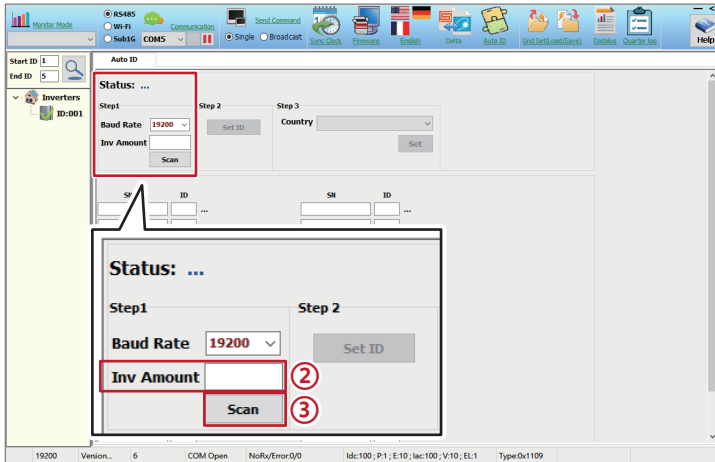 Monitor Mode
RS485
Wi-Fi
Sub1G
Communication
COM5
Send Command
Single
Broadcast
Sync Clock
Firmware
English
Delta
Auto ID
Grid Set(Load/Save)
Datalog
Quarter log
Help
Start ID 1
End ID 5
Inverters
ID:001
Auto ID
Status: ...
Step1
Step 2
Step 3
Baud Rate 19200
Set ID
Country
Inv Amount
Set
Scan
ID
...
SN
ID
...
Status: ...
Step1
Step 2
Baud Rate 19200
Set ID
Inv Amount
②
Scan
③
19200
Version...
6
COM Open
NoRx/Error:0/0
Idc:100 ; P:1 ; E:10 ; Iac:100 ; V:10 ; EL:1
Type:0x1109